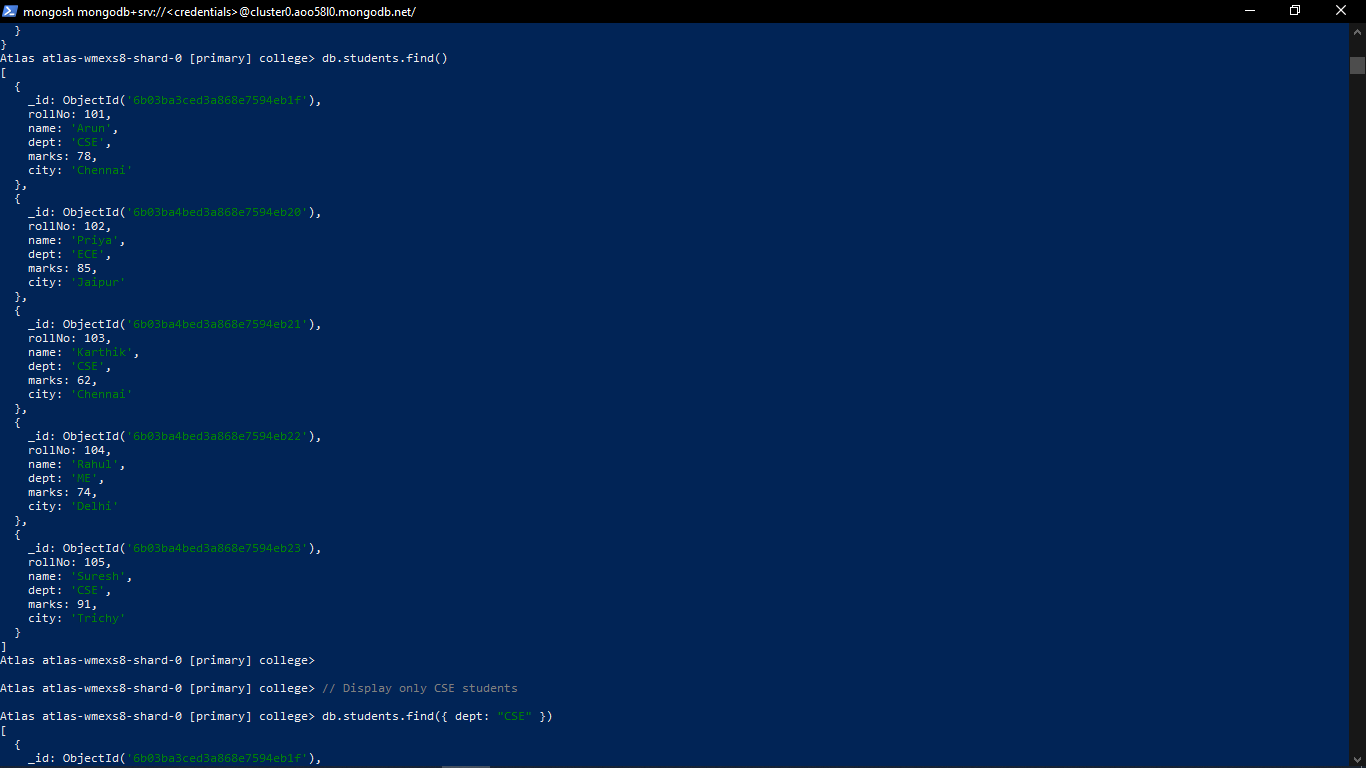 mongosh mongodb+srv://<credentials>@cluster0.aoo58l0.mongodb.net/
  }
}
Atlas atlas-wmexs8-shard-0 [primary] college> db.students.find()
[
  {
    _id: ObjectId('6b03ba3ced3a868e7594eb1f'),
    rollNo: 101,
    name: 'Arun',
    dept: 'CSE',
    marks: 78,
    city: 'Chennai'
  },
  {
    _id: ObjectId('6b03ba4bed3a868e7594eb20'),
    rollNo: 102,
    name: 'Priya',
    dept: 'ECE',
    marks: 85,
    city: 'Jaipur'
  },
  {
    _id: ObjectId('6b03ba4bed3a868e7594eb21'),
    rollNo: 103,
    name: 'Karthik',
    dept: 'CSE',
    marks: 62,
    city: 'Chennai'
  },
  {
    _id: ObjectId('6b03ba4bed3a868e7594eb22'),
    rollNo: 104,
    name: 'Rahul',
    dept: 'ME',
    marks: 74,
    city: 'Delhi'
  },
  {
    _id: ObjectId('6b03ba4bed3a868e7594eb23'),
    rollNo: 105,
    name: 'Suresh',
    dept: 'CSE',
    marks: 91,
    city: 'Trichy'
  }
]
Atlas atlas-wmexs8-shard-0 [primary] college>
Atlas atlas-wmexs8-shard-0 [primary] college> // Display only CSE students
Atlas atlas-wmexs8-shard-0 [primary] college> db.students.find({ dept: "CSE" })
[
  {
    _id: ObjectId('6b03ba3ced3a868e7594eb1f'),